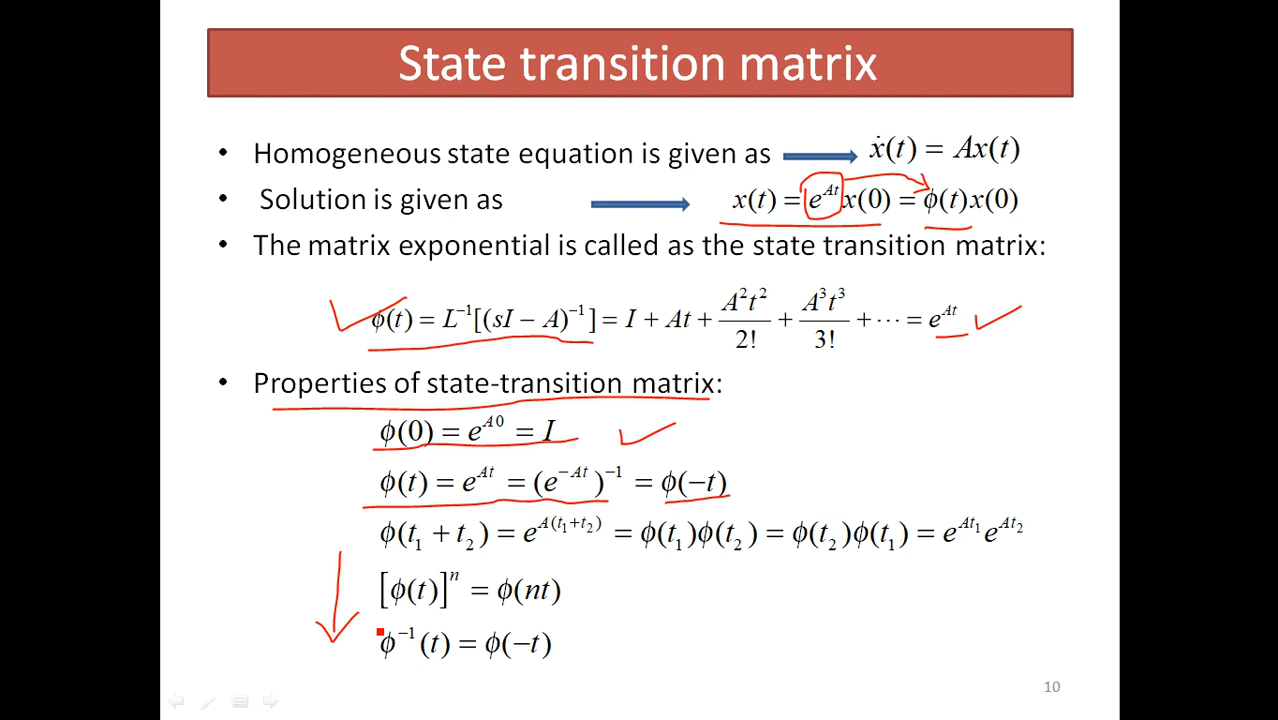 State transition matrix
• Homogeneous state equation is given as ẋ(t) = Ax(t)
• Solution is given as x(t) = e^{At}x(0) = ϕ(t)x(0)
• The matrix exponential is called as the state transition matrix:
ϕ(t) = L^{-1}[(sI − A)^{-1}] = I + At + \frac{A^2t^2}{2!} + \frac{A^3t^3}{3!} + ⋯ = e^{At}
• Properties of state-transition matrix:
ϕ(0) = e^{A0} = I
ϕ(t) = e^{At} = (e^{−At})^{−1} = ϕ(−t)
ϕ(t_1 + t_2) = e^{A(t_1+t_2)} = ϕ(t_1)ϕ(t_2) = ϕ(t_2)ϕ(t_1) = e^{At_1}e^{At_2}
[ϕ(t)]^n = ϕ(nt)
ϕ^{−1}(t) = ϕ(−t)
10